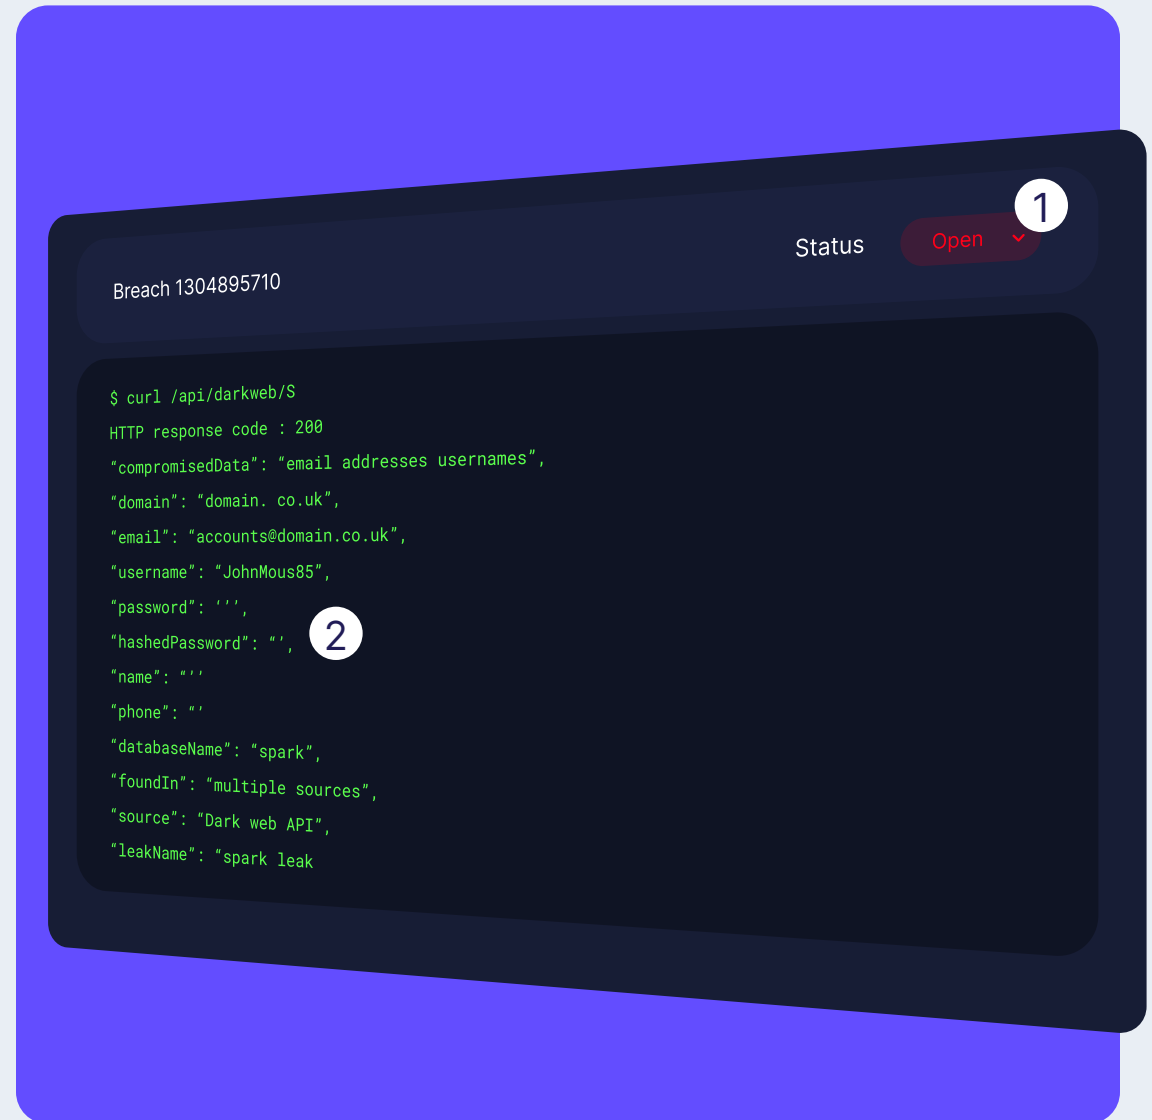 1
Status Open
Breach 1304895710
$ curl /api/darkweb/S
HTTP response code : 200
“compromisedData”: “email addresses usernames”,
“domain”: “domain. co.uk”,
“email”: “accounts@domain.co.uk”,
“username”: “JohnMous85”,
“password”: ‘’’,
“hashedPassword”: “’,
2
“name”: “’’
“phone”: “’
“databaseName”: “spark”,
“foundIn”: “multiple sources”,
“source”: “Dark web API”,
“leakName”: “spark leak